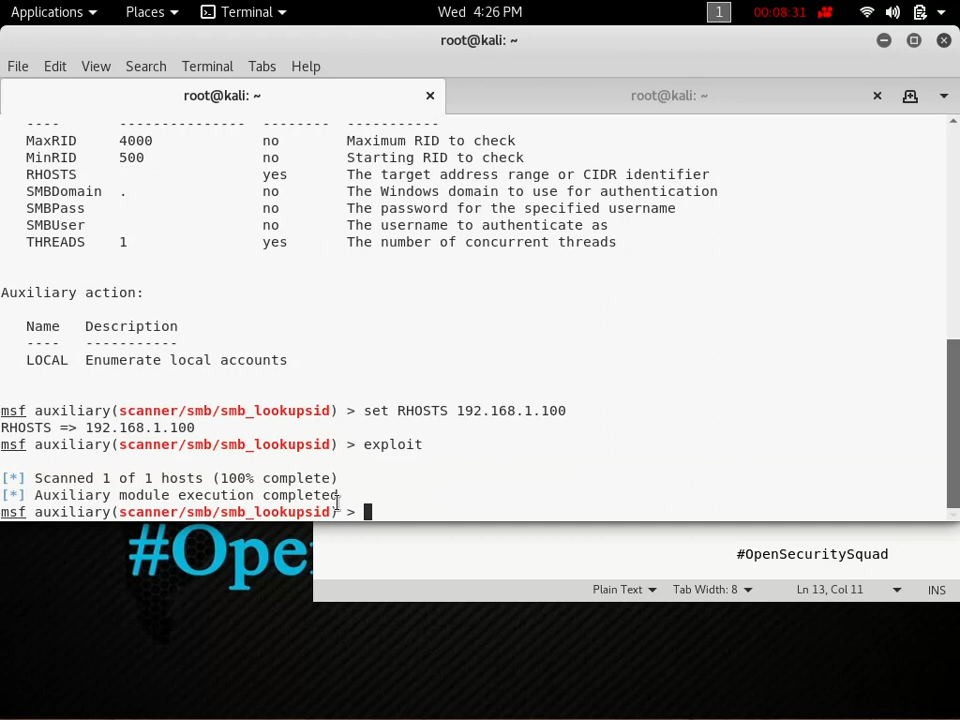 Applications Places Terminal Wed 4:26 PM 1 00:08:31
root@kali: ~
File Edit View Search Terminal Tabs Help
root@kali: ~ root@kali: ~
---- --------------- -------- -----------
MaxRID 4000 no Maximum RID to check
MinRID 500 no Starting RID to check
RHOSTS yes The target address range or CIDR identifier
SMBDomain . no The Windows domain to use for authentication
SMBPass no The password for the specified username
SMBUser no The username to authenticate as
THREADS 1 yes The number of concurrent threads
Auxiliary action:
Name Description
---- -----------
LOCAL Enumerate local accounts
msf auxiliary(scanner/smb/smb_lookupsid) > set RHOSTS 192.168.1.100
RHOSTS => 192.168.1.100
msf auxiliary(scanner/smb/smb_lookupsid) > exploit
[*] Scanned 1 of 1 hosts (100% complete)
[*] Auxiliary module execution completed
msf auxiliary(scanner/smb/smb_lookupsid) >
#Ope
#OpenSecuritySquad
Plain Text Tab Width: 8 Ln 13, Col 11 INS